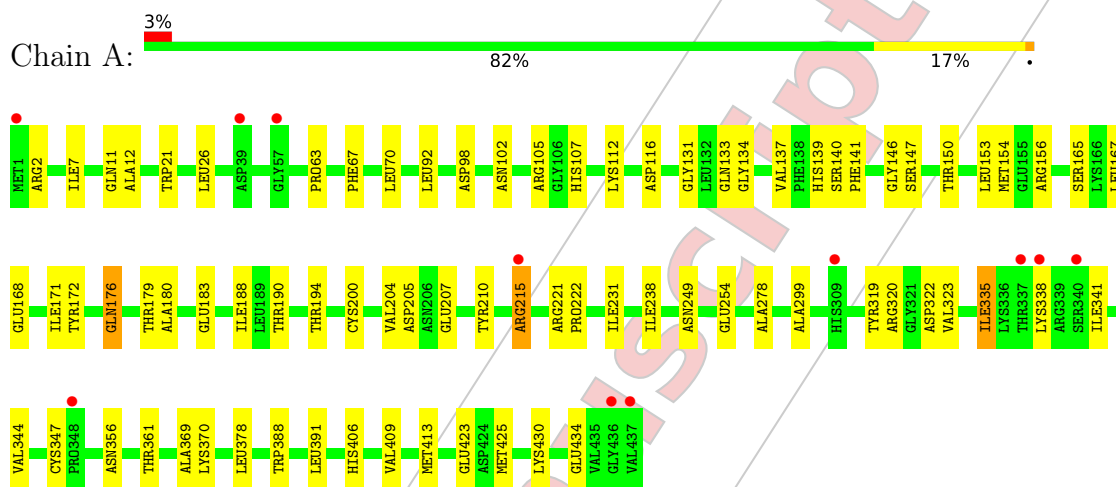 3%
Chain A:
82% 17% •
MET1 ARG2 ILE7 GLN11 ALA12 TRP21 LEU26 ASP39 GLY57 PRO63 PHE67 LEU70 LEU92 ASP98 ASN102 ARG105 GLY106 HIS107 LYS112 ASP116 GLY131 LEU132 GLN133 GLY134 VAL137 PHE138 HIS139 SER140 PHE141 GLY146 SER147 THR150 LEU153 MET154 GLU155 ARG156 SER165 LYS166 LEU167
GLU168 ILE171 TYR172 GLN176 THR179 ALA180 GLU183 ILE188 LEU189 THR190 THR194 CYS200 VAL204 ASP205 ASN206 GLU207 TYR210 ARG215 ARG221 PRO222 ILE231 ILE238 ASN249 GLU254 ALA278 ALA299 HIS309 TYR319 ARG320 GLY321 ASP322 VAL323 ILE335 LYS336 THR337 LYS338 ARG339 SER340 ILE341
VAL344 CYS347 PRO348 ASN356 THR361 ALA369 LYS370 LEU378 TRP388 LEU391 HIS406 VAL409 MET413 GLU423 ASP424 MET425 LYS430 GLU434 VAL435 GLY436 VAL437